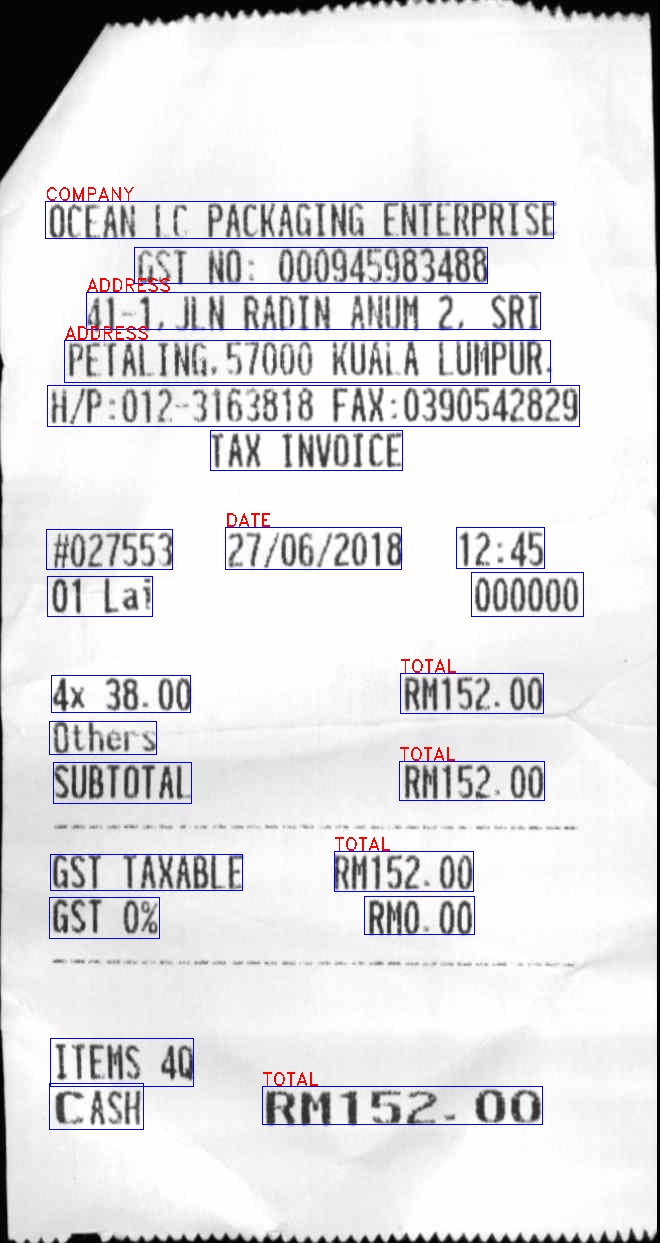 COMPANY
OCEAN LC PACKAGING ENTERPRISE
GST NO: 000945983488
ADDRESS
41-1, JLN RADIN ANUM 2, SRI
ADDRESS
PETALING,57000 KUALA LUMPUR.
H/P:012-3163818 FAX:0390542829
TAX INVOICE
DATE
#027553 27/06/2018 12:45
01 Lai 000000
TOTAL
4x 38.00 RM152.00
Others
TOTAL
SUBTOTAL RM152.00
TOTAL
GST TAXABLE RM152.00
GST 0% RM0.00
ITEMS 4Q
TOTAL
CASH RM152.00